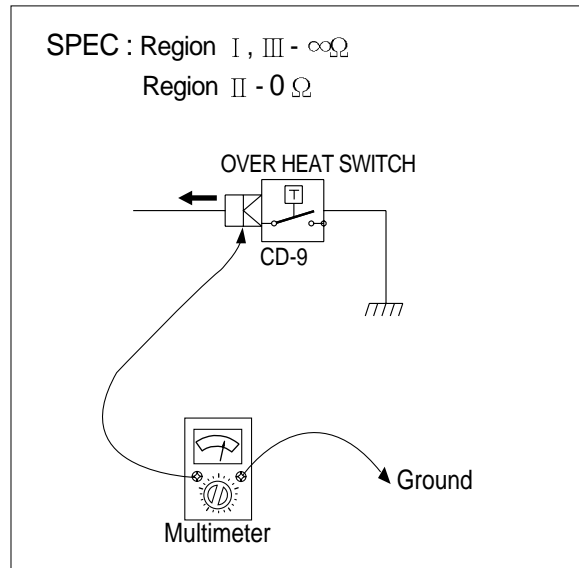 SPEC : Region Ⅰ , Ⅲ - ∞Ω
Region Ⅱ - 0 Ω
OVER HEAT SWITCH
T
CD-9
Ground
Multimeter